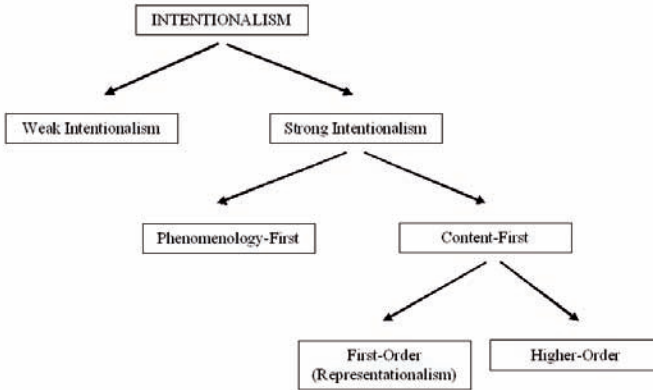 INTENTIONALISM
Weak Intentionalism
Strong Intentionalism
Phenomenology-First
Content-First
First-Order
(Representationalism)
Higher-Order